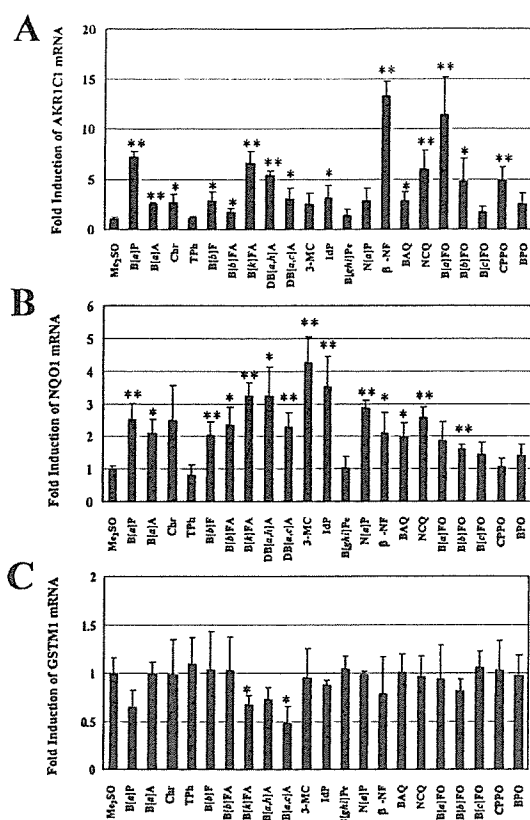 A
Fold Induction of AKR1C1 mRNA
20
15
10
5
0
** ** * * * ** ** * * ** * ** ** * **
Me₂SO B[a]P B[a]A Chr TPh B[b]F B[b]FA B[k]FA DB[a,h]A DB[a,c]A 3-MC IdP B[ghi]Pe N[a]P β-NF BAQ NCQ B[a]FO B[b]FO B[c]FO CPPO BPO
B
Fold Induction of NQO1 mRNA
6
5
4
3
2
1
0
** * ** * ** * ** ** ** ** * * ** **
Me₂SO B[a]P B[a]A Chr TPh B[b]F B[b]FA B[k]FA DB[a,h]A DB[a,c]A 3-MC IdP B[ghi]Pe N[a]P β-NF BAQ NCQ B[a]FO B[b]FO B[c]FO CPPO BPO
C
Fold Induction of GSTM1 mRNA
2
1.5
1
0.5
0
* *
Me₂SO B[a]P B[a]A Chr TPh B[b]F B[b]FA B[k]FA B[a,h]A B[a,c]A 3-MC IdP B[ghi]Pe N[a]P β-NF BAQ NCQ B[a]FO B[b]FO B[c]FO CPPO BPO